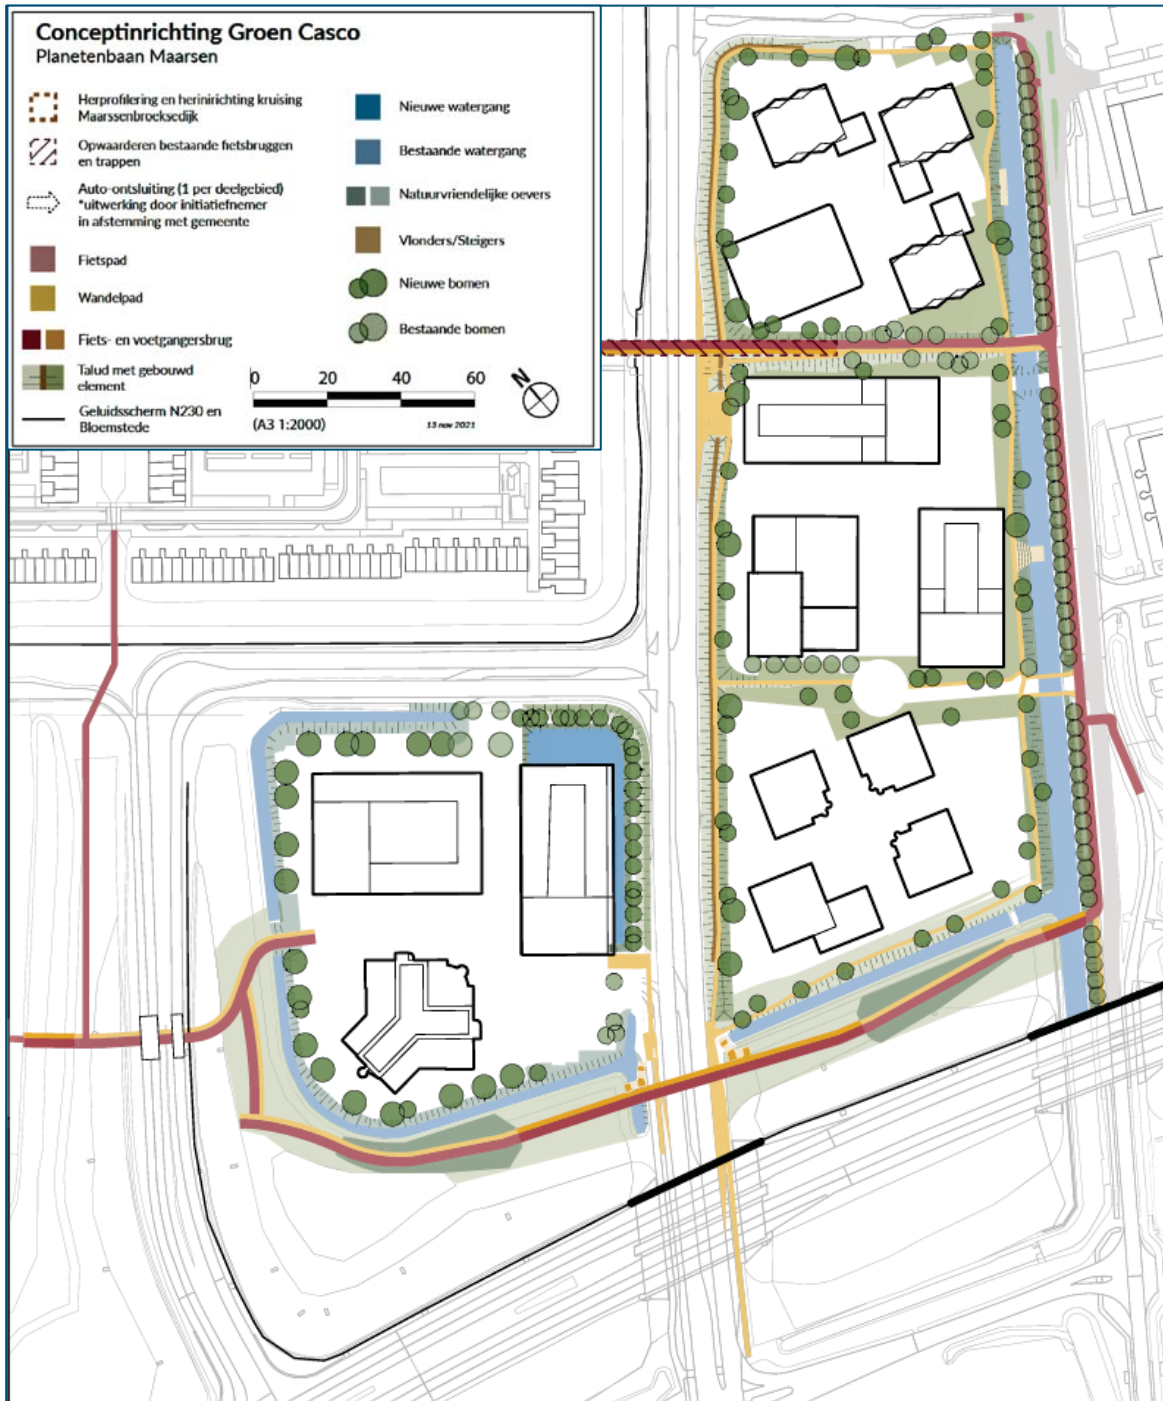 Conceptinrichting Groen Casco
Planetenbaan Maarsen
Herprofilering en herinirichting kruising
Maarssenbroeksedijk
Opwaarderen bestaande fietsbruggen
en trappen
Auto-ontsluiting (1 per deelgebied)
*uitwerking door initiatiefnemer
in afstemming met gemeente
Fietspad
Wandelpad
Fiets- en voetgangersbrug
Talud met gebouwd
element
Geluidsscherm N230 en
Bloemstede
Nieuwe watergang
Bestaande watergang
Natuurvriendelijke oevers
Vlonders/Steigers
Nieuwe bomen
Bestaande bomen
0 20 40 60
(A3 1:2000)
13 nov 2021
N